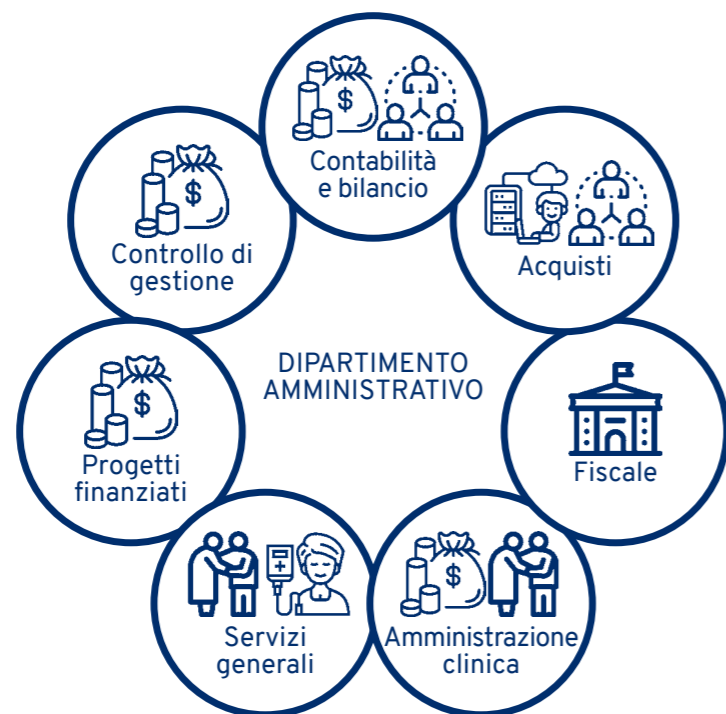 Contabilità
e bilancio
Acquisti
Fiscale
Amministrazione
clinica
Servizi
generali
Progetti
finanziati
Controllo di
gestione
DIPARTIMENTO
AMMINISTRATIVO
$
$
$
$